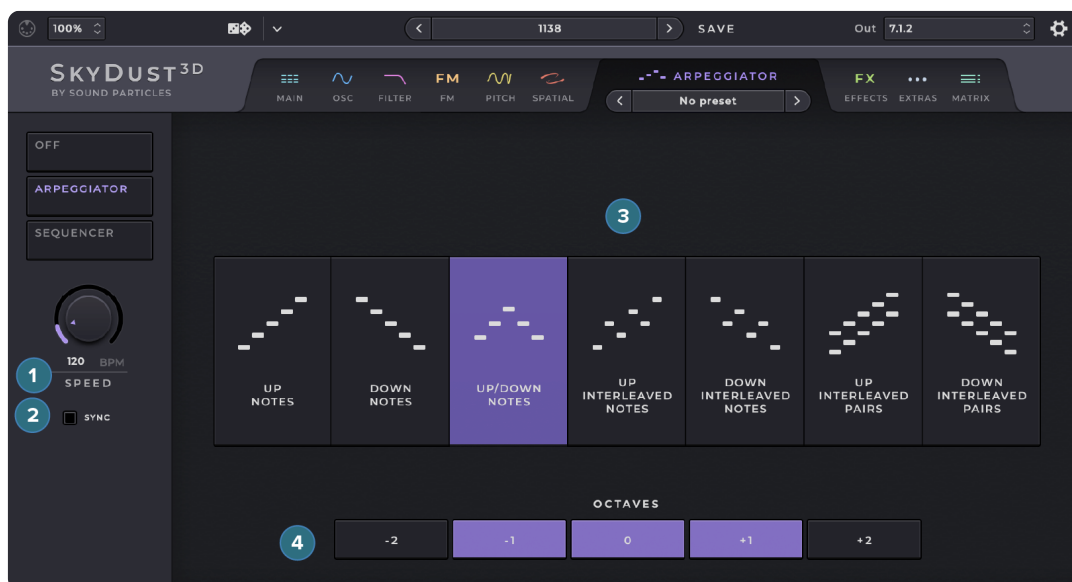 100%
1138
SAVE
Out 7.1.2
SKYDUST 3D
BY SOUND PARTICLES
MAIN
OSC
FILTER
FM
FM
PITCH
SPATIAL
ARPEGGIATOR
No preset
FX
EFFECTS
EXTRAS
MATRIX
OFF
ARPEGGIATOR
SEQUENCER
120 BPM
1
SPEED
2
SYNC
3
UP
NOTES
DOWN
NOTES
UP/DOWN
NOTES
UP
INTERLEAVED
NOTES
DOWN
INTERLEAVED
NOTES
UP
INTERLEAVED
PAIRS
DOWN
INTERLEAVED
PAIRS
OCTAVES
4
-2
-1
0
+1
+2